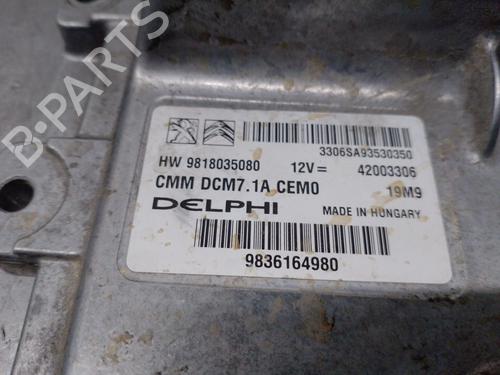 B-PARTS
3306SA93530350
HW 9818035080 12V= 42003306
CMM DCM7.1A CEM0 19M9
DELPHI MADE IN HUNGARY
9836164980